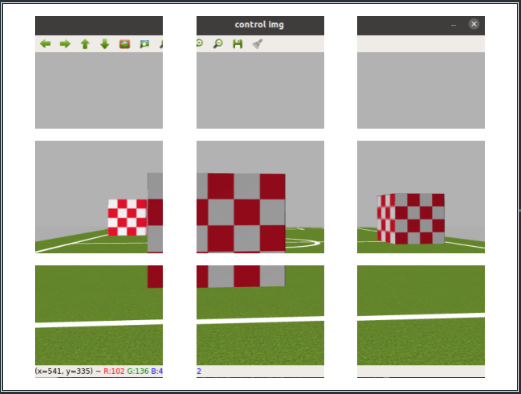 control img
(x=541, y=335) ~ R:102 G:136 B:4
2